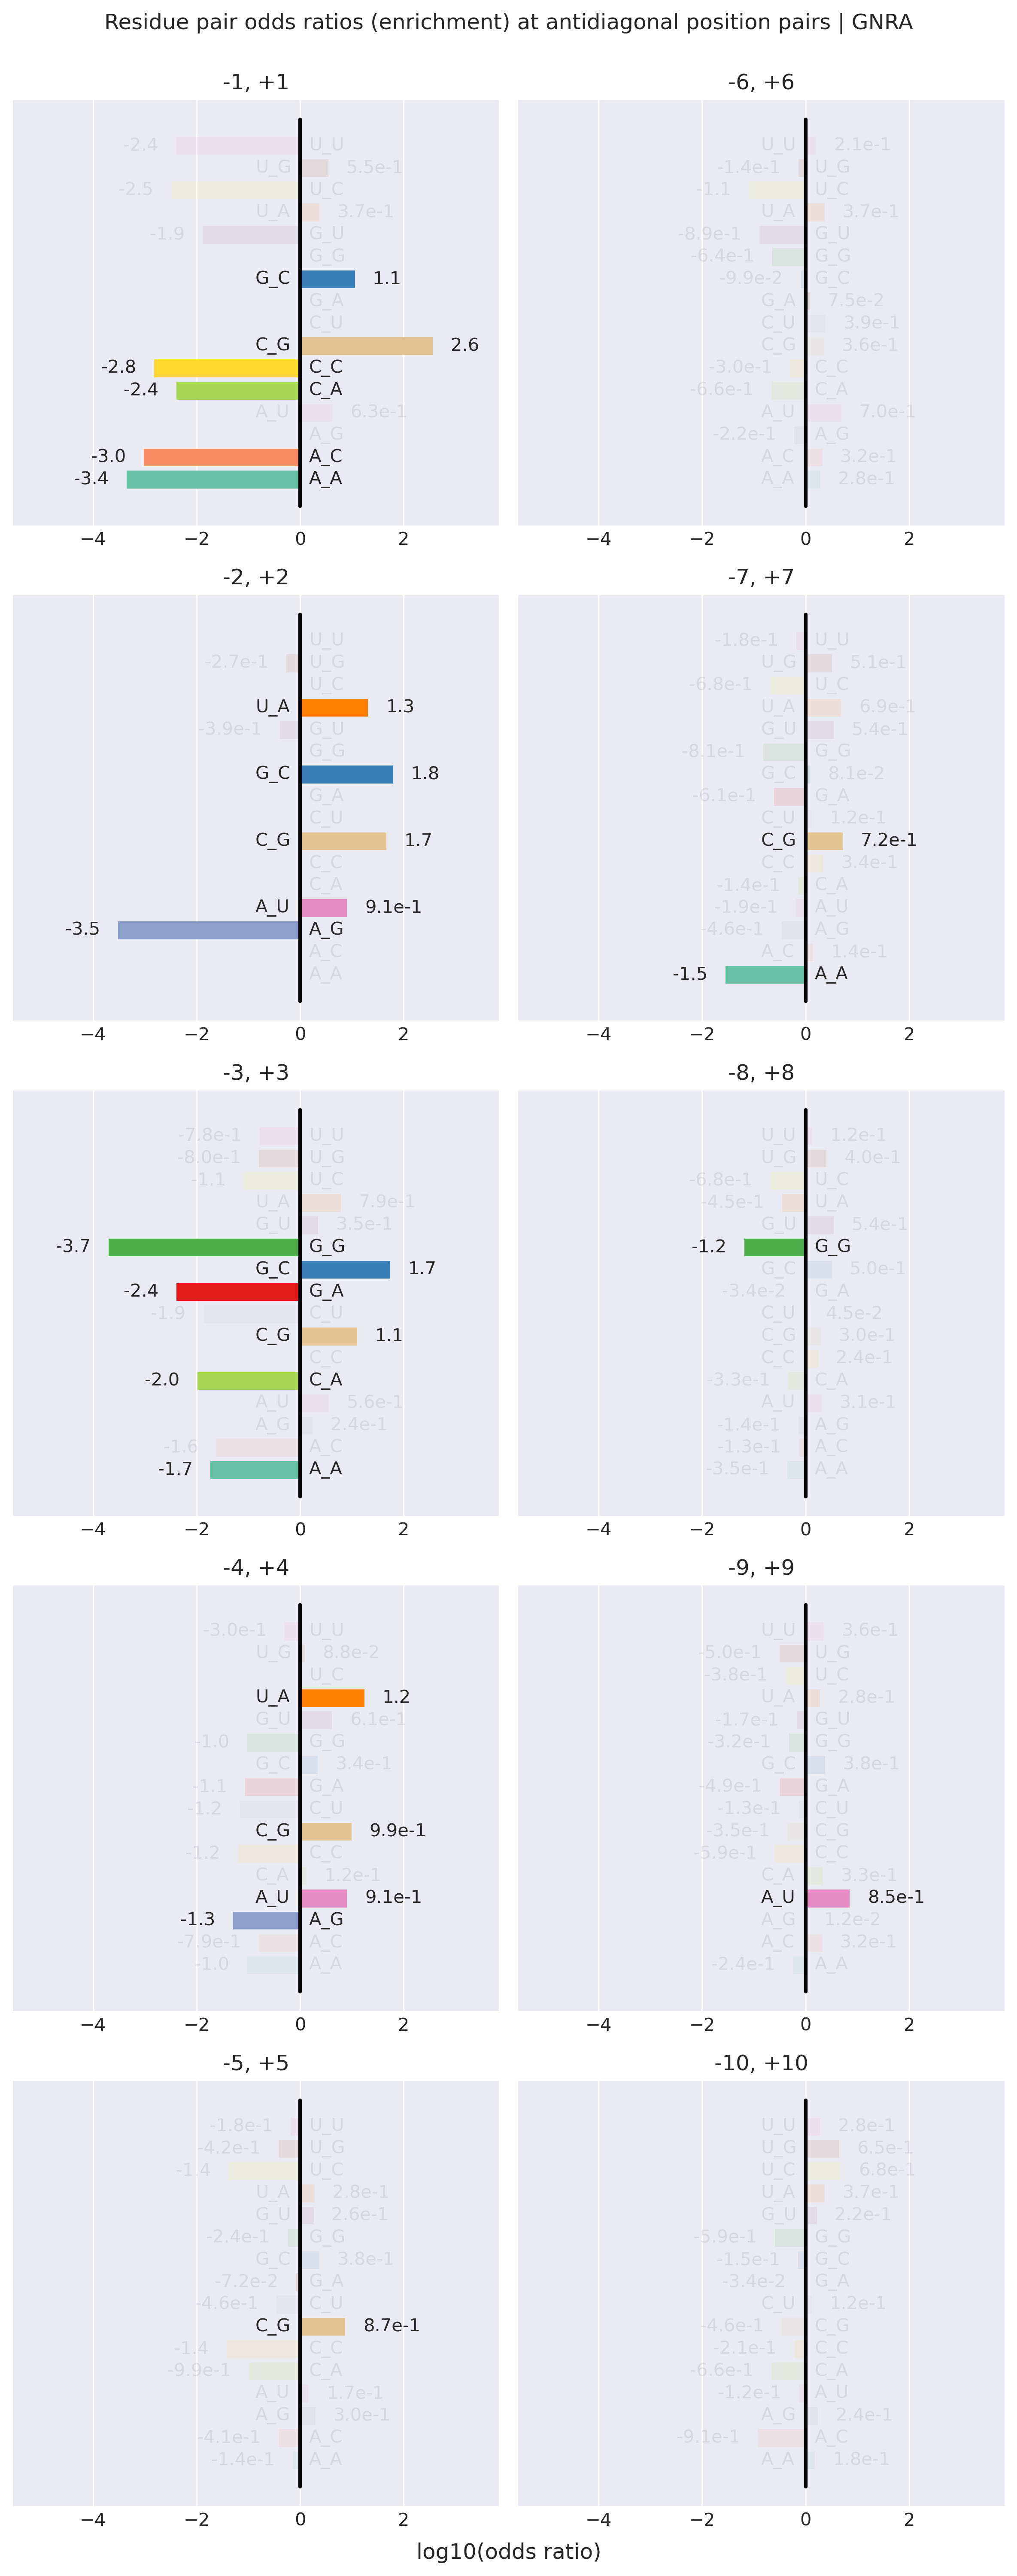 Residue pair odds ratios (enrichment) at antidiagonal position pairs | GNRA
-1, +1
-2.4 U_U
U_G 5.5e-1
-2.5 U_C
U_A 3.7e-1
-1.9 G_U
G_G
G_C 1.1
G_A
C_U
C_G 2.6
-2.8 C_C
-2.4 C_A
A_U 6.3e-1
A_G
-3.0 A_C
-3.4 A_A
−4 −2 0 2
-6, +6
U_U 2.1e-1
-1.4e-1 U_G
-1.1 U_C
U_A 3.7e-1
-8.9e-1 G_U
-6.4e-1 G_G
-9.9e-2 G_C
G_A 7.5e-2
C_U 3.9e-1
C_G 3.6e-1
-3.0e-1 C_C
-6.6e-1 C_A
A_U 7.0e-1
-2.2e-1 A_G
A_C 3.2e-1
A_A 2.8e-1
−4 −2 0 2
-2, +2
U_U
-2.7e-1 U_G
U_C
U_A 1.3
-3.9e-1 G_U
G_G
G_C 1.8
G_A
C_U
C_G 1.7
C_C
C_A
A_U 9.1e-1
-3.5 A_G
A_C
A_A
−4 −2 0 2
-7, +7
-1.8e-1 U_U
U_G 5.1e-1
-6.8e-1 U_C
U_A 6.9e-1
G_U 5.4e-1
-8.1e-1 G_G
G_C 8.1e-2
-6.1e-1 G_A
C_U 1.2e-1
C_G 7.2e-1
C_C 3.4e-1
-1.4e-1 C_A
-1.9e-1 A_U
-4.6e-1 A_G
A_C 1.4e-1
-1.5 A_A
−4 −2 0 2
-3, +3
-7.8e-1 U_U
-8.0e-1 U_G
-1.1 U_C
U_A 7.9e-1
G_U 3.5e-1
-3.7 G_G
G_C 1.7
-2.4 G_A
-1.9 C_U
C_G 1.1
C_C
-2.0 C_A
A_U 5.6e-1
A_G 2.4e-1
-1.6 A_C
-1.7 A_A
−4 −2 0 2
-8, +8
U_U 1.2e-1
U_G 4.0e-1
-6.8e-1 U_C
-4.5e-1 U_A
G_U 5.4e-1
-1.2 G_G
G_C 5.0e-1
-3.4e-2 G_A
C_U 4.5e-2
C_G 3.0e-1
C_C 2.4e-1
-3.3e-1 C_A
A_U 3.1e-1
-1.4e-1 A_G
-1.3e-1 A_C
-3.5e-1 A_A
−4 −2 0 2
-4, +4
-3.0e-1 U_U
U_G 8.8e-2
U_C
U_A 1.2
G_U 6.1e-1
-1.0 G_G
G_C 3.4e-1
-1.1 G_A
-1.2 C_U
C_G 9.9e-1
-1.2 C_C
C_A 1.2e-1
A_U 9.1e-1
-1.3 A_G
-7.9e-1 A_C
-1.0 A_A
−4 −2 0 2
-9, +9
U_U 3.6e-1
-5.0e-1 U_G
-3.8e-1 U_C
U_A 2.8e-1
-1.7e-1 G_U
-3.2e-1 G_G
G_C 3.8e-1
-4.9e-1 G_A
-1.3e-1 C_U
-3.5e-1 C_G
-5.9e-1 C_C
C_A 3.3e-1
A_U 8.5e-1
A_G 1.2e-2
A_C 3.2e-1
-2.4e-1 A_A
−4 −2 0 2
-5, +5
-1.8e-1 U_U
-4.2e-1 U_G
-1.4 U_C
U_A 2.8e-1
G_U 2.6e-1
-2.4e-1 G_G
G_C 3.8e-1
-7.2e-2 G_A
-4.6e-1 C_U
C_G 8.7e-1
-1.4 C_C
-9.9e-1 C_A
A_U 1.7e-1
A_G 3.0e-1
-4.1e-1 A_C
-1.4e-1 A_A
−4 −2 0 2
-10, +10
U_U 2.8e-1
U_G 6.5e-1
U_C 6.8e-1
U_A 3.7e-1
G_U 2.2e-1
-5.9e-1 G_G
-1.5e-1 G_C
-3.4e-2 G_A
C_U 1.2e-1
-4.6e-1 C_G
-2.1e-1 C_C
-6.6e-1 C_A
-1.2e-1 A_U
A_G 2.4e-1
-9.1e-1 A_C
A_A 1.8e-1
−4 −2 0 2
log10(odds ratio)